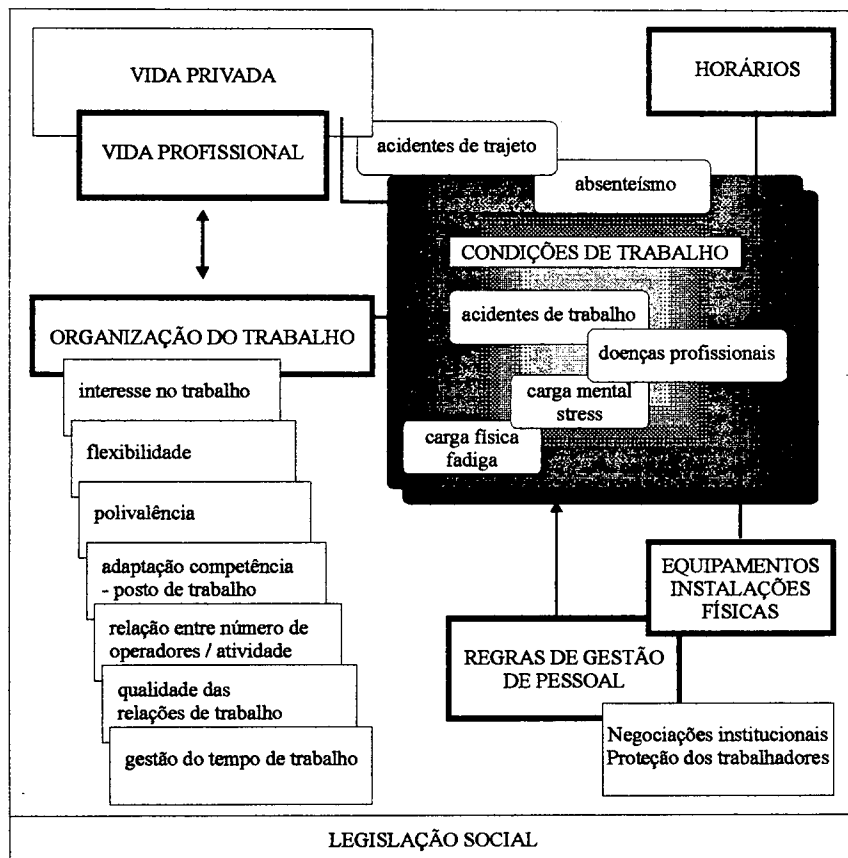 VIDA PRIVADA
HORÁRIOS
VIDA PROFISSIONAL
acidentes de trajeto
absenteísmo
CONDIÇÕES DE TRABALHO
acidentes de trabalho
ORGANIZAÇÃO DO TRABALHO
doenças profissionais
carga mental
stress
carga física
fadiga
interesse no trabalho
flexibilidade
polivalência
adaptação competência
- posto de trabalho
relação entre número de
operadores / atividade
qualidade das
relações de trabalho
gestão do tempo de trabalho
EQUIPAMENTOS
INSTALAÇÕES
FÍSICAS
REGRAS DE GESTÃO
DE PESSOAL
Negociações institucionais
Proteção dos trabalhadores
LEGISLAÇÃO SOCIAL